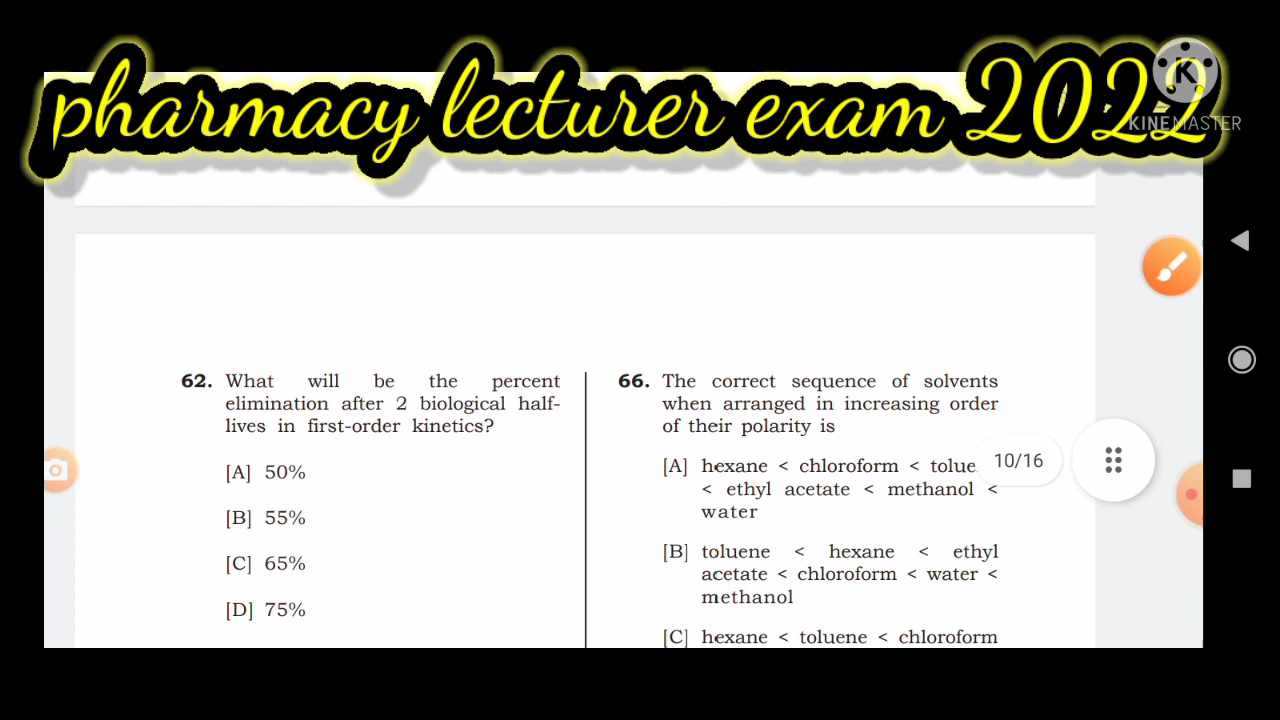 pharmacy lecturer exam 2022
KINEMASTER
62. What will be the percent
elimination after 2 biological half-
lives in first-order kinetics?
[A] 50%
[B] 55%
[C] 65%
[D] 75%
66. The correct sequence of solvents
when arranged in increasing order
of their polarity is
[A] hexane < chloroform <
< ethyl acetate < methanol <
water
[B] toluene < hexane < ethyl
acetate < chloroform < water <
methanol
[C] hexane < toluene < chloroform
10/16